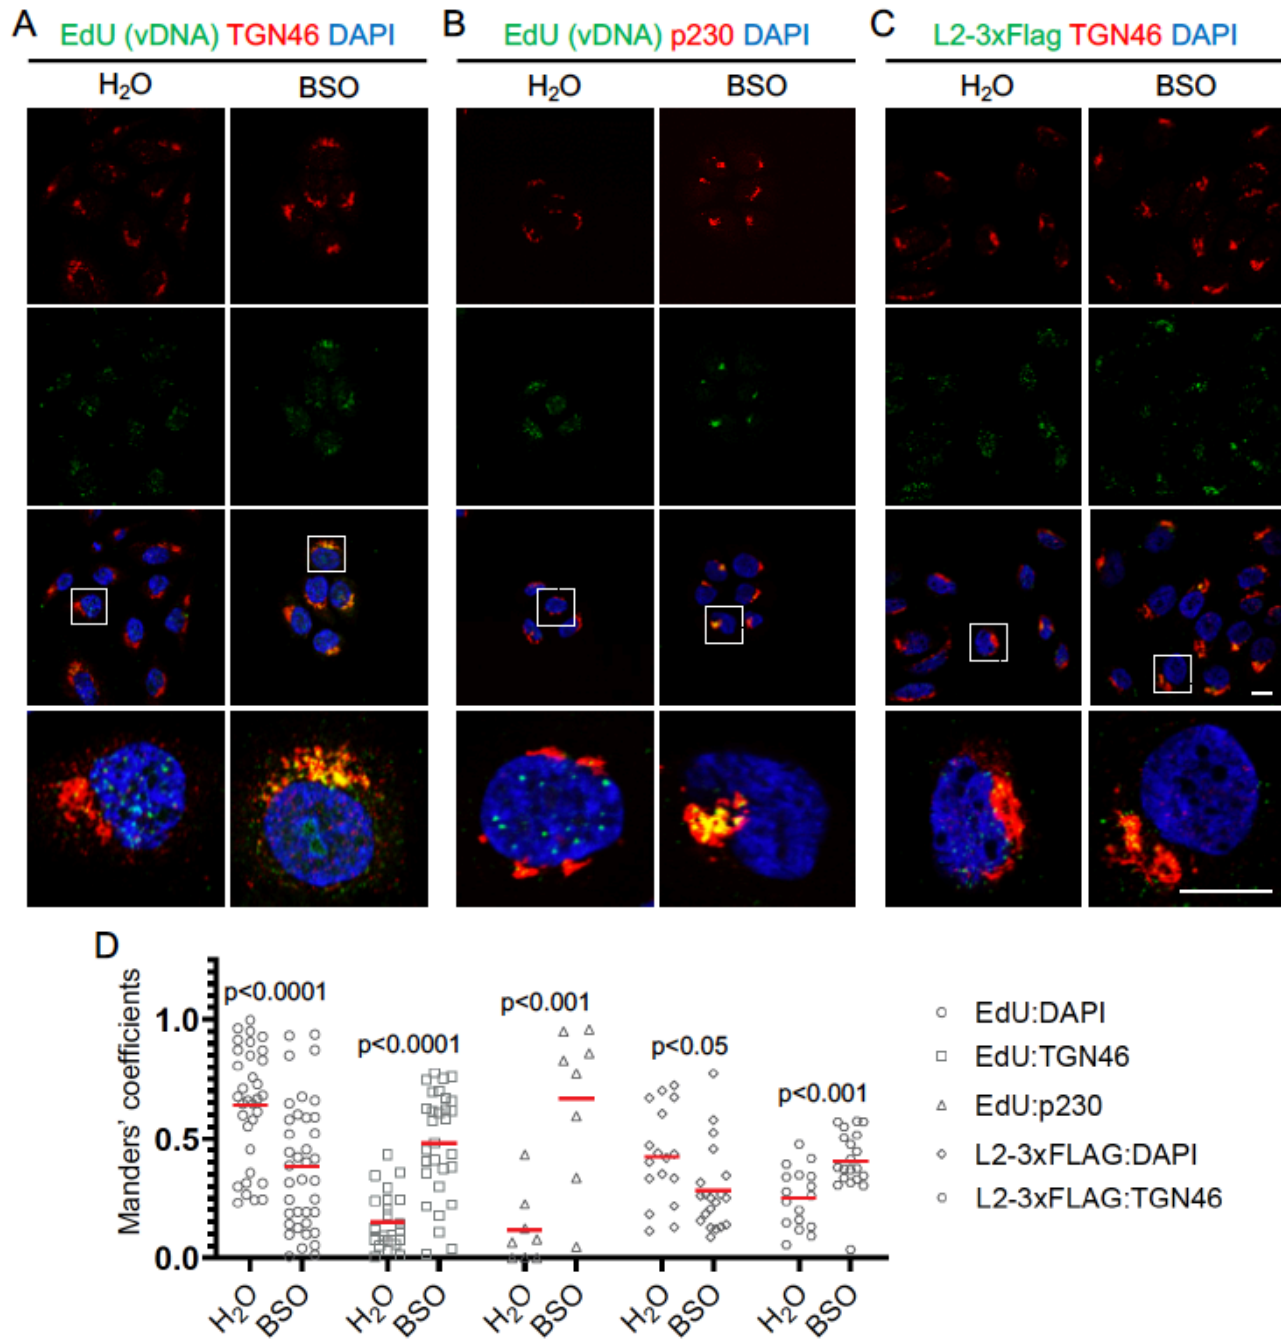 A EdU (vDNA) TGN46 DAPI
H₂O BSO
B EdU (vDNA) p230 DAPI
H₂O BSO
C L2-3xFlag TGN46 DAPI
H₂O BSO
D
Manders' coefficients
1.0
0.5
0.0
p<0.0001
p<0.0001
p<0.001
p<0.05
p<0.001
H₂O BSO H₂O BSO H₂O BSO H₂O BSO H₂O BSO
EdU:DAPI
EdU:TGN46
EdU:p230
L2-3xFLAG:DAPI
L2-3xFLAG:TGN46